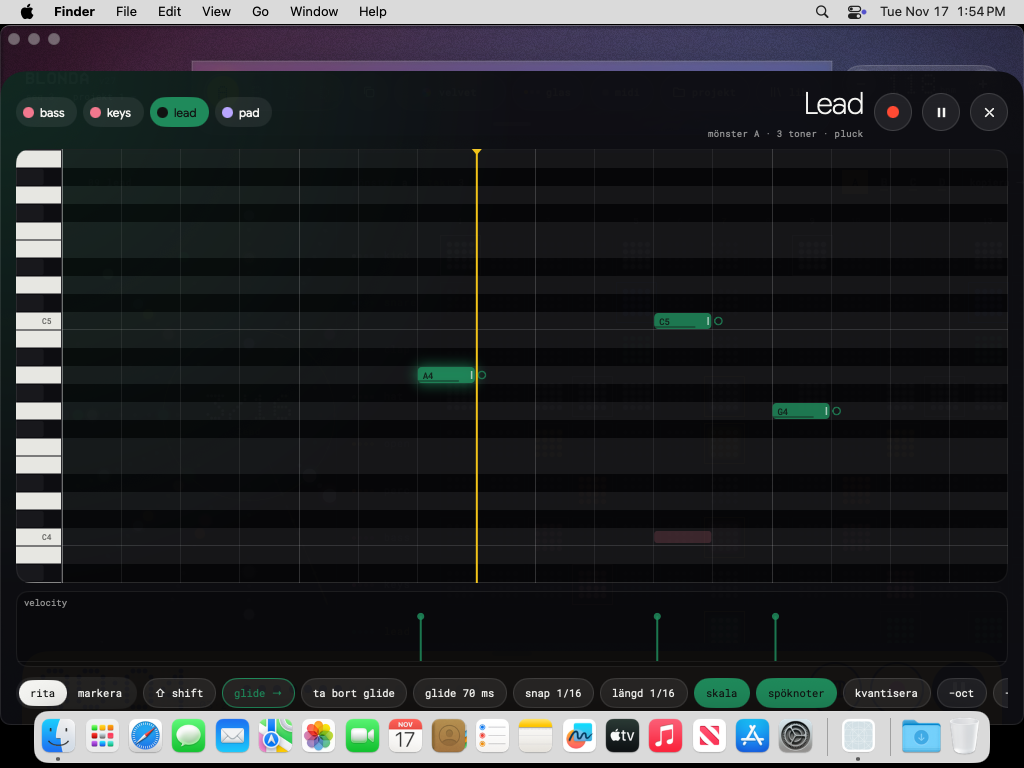 Finder File Edit View Go Window Help Tue Nov 17 1:54 PM
BLONDA
bass keys lead pad
Lead
mönster A · 3 toner · pluck
C5
C5
A4
G4
C4
velocity
rita markera ⇧ shift glide → ta bort glide glide 70 ms snap 1/16 längd 1/16 skala spöknoter kvantisera -oct
NOV
17
tv